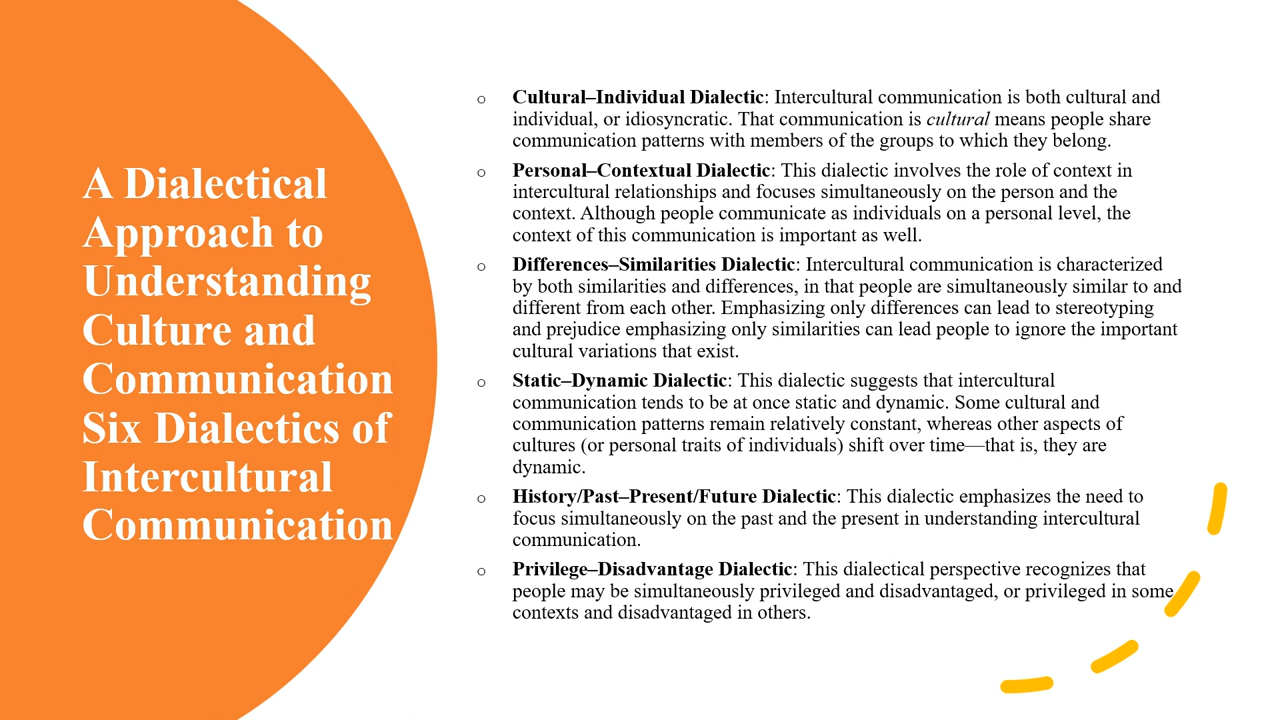 A Dialectical
Approach to
Understanding
Culture and
Communication
Six Dialectics of
Intercultural
Communication
○ Cultural–Individual Dialectic: Intercultural communication is both cultural and
individual, or idiosyncratic. That communication is cultural means people share
communication patterns with members of the groups to which they belong.
○ Personal–Contextual Dialectic: This dialectic involves the role of context in
intercultural relationships and focuses simultaneously on the person and the
context. Although people communicate as individuals on a personal level, the
context of this communication is important as well.
○ Differences–Similarities Dialectic: Intercultural communication is characterized
by both similarities and differences, in that people are simultaneously similar to and
different from each other. Emphasizing only differences can lead to stereotyping
and prejudice emphasizing only similarities can lead people to ignore the important
cultural variations that exist.
○ Static–Dynamic Dialectic: This dialectic suggests that intercultural
communication tends to be at once static and dynamic. Some cultural and
communication patterns remain relatively constant, whereas other aspects of
cultures (or personal traits of individuals) shift over time—that is, they are
dynamic.
○ History/Past–Present/Future Dialectic: This dialectic emphasizes the need to
focus simultaneously on the past and the present in understanding intercultural
communication.
○ Privilege–Disadvantage Dialectic: This dialectical perspective recognizes that
people may be simultaneously privileged and disadvantaged, or privileged in some
contexts and disadvantaged in others.